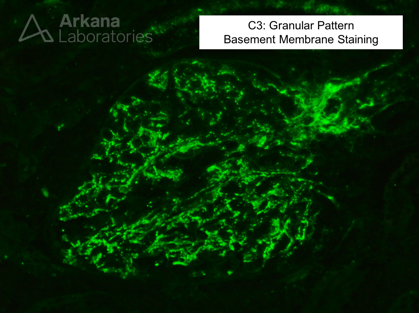 Arkana
Laboratories
C3: Granular Pattern
Basement Membrane Staining